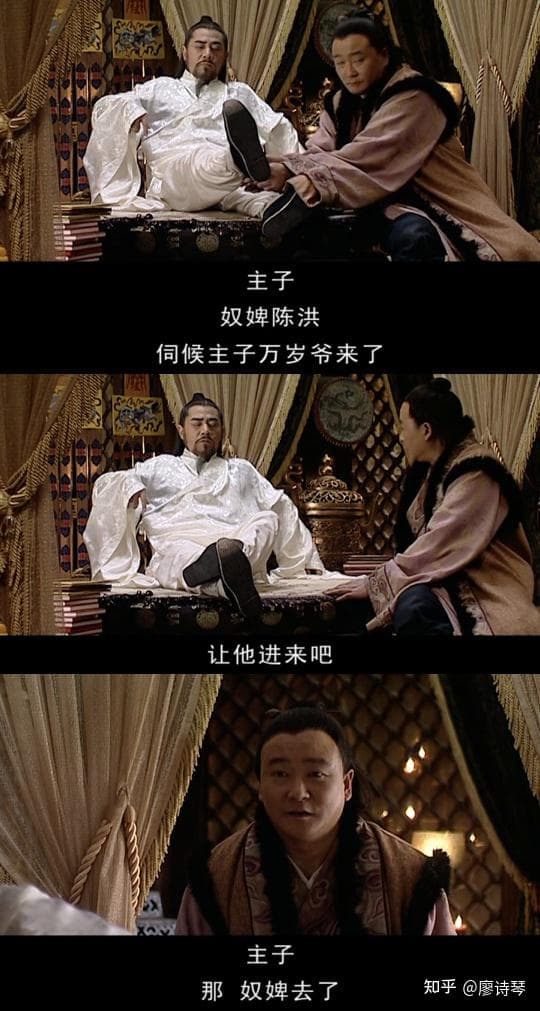 主子
奴婢陈洪
伺候主子万岁爷来了
让他进来吧
主子
那 奴婢去了
知乎 @廖诗琴